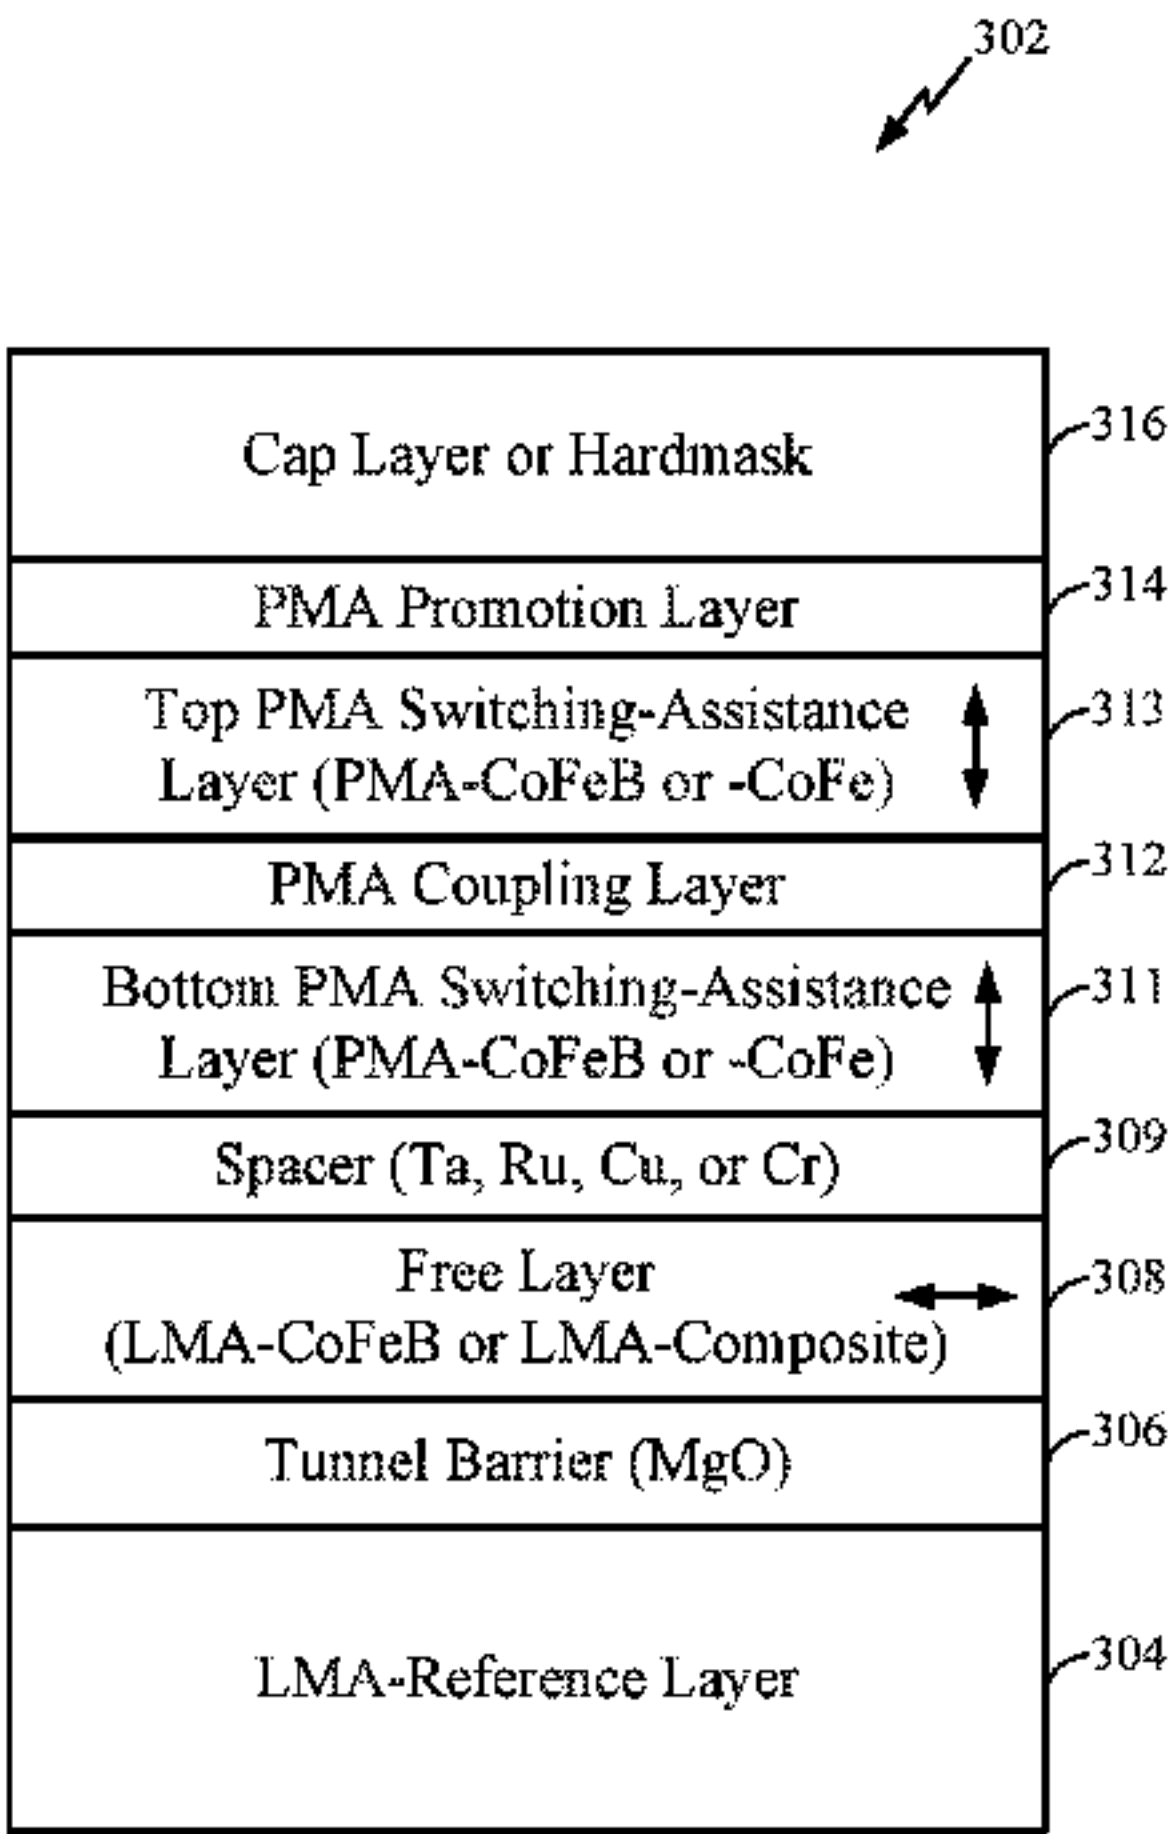 302
Cap Layer or Hardmask
316
PMA Promotion Layer
314
Top PMA Switching-Assistance
Layer (PMA-CoFeB or -CoFe)
313
PMA Coupling Layer
312
Bottom PMA Switching-Assistance
Layer (PMA-CoFeB or -CoFe)
311
Spacer (Ta, Ru, Cu, or Cr)
309
Free Layer
(LMA-CoFeB or LMA-Composite)
308
Tunnel Barrier (MgO)
306
LMA-Reference Layer
304